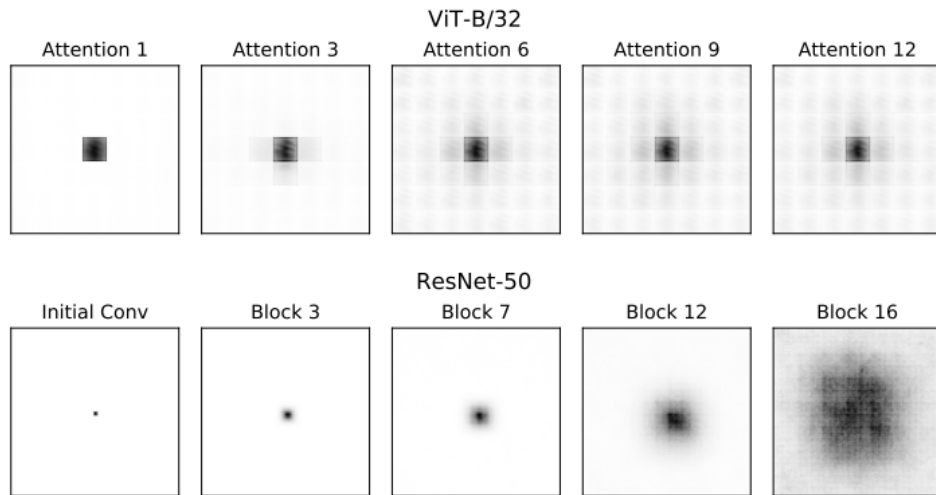 ViT-B/32
Attention 1 Attention 3 Attention 6 Attention 9 Attention 12
ResNet-50
Initial Conv Block 3 Block 7 Block 12 Block 16